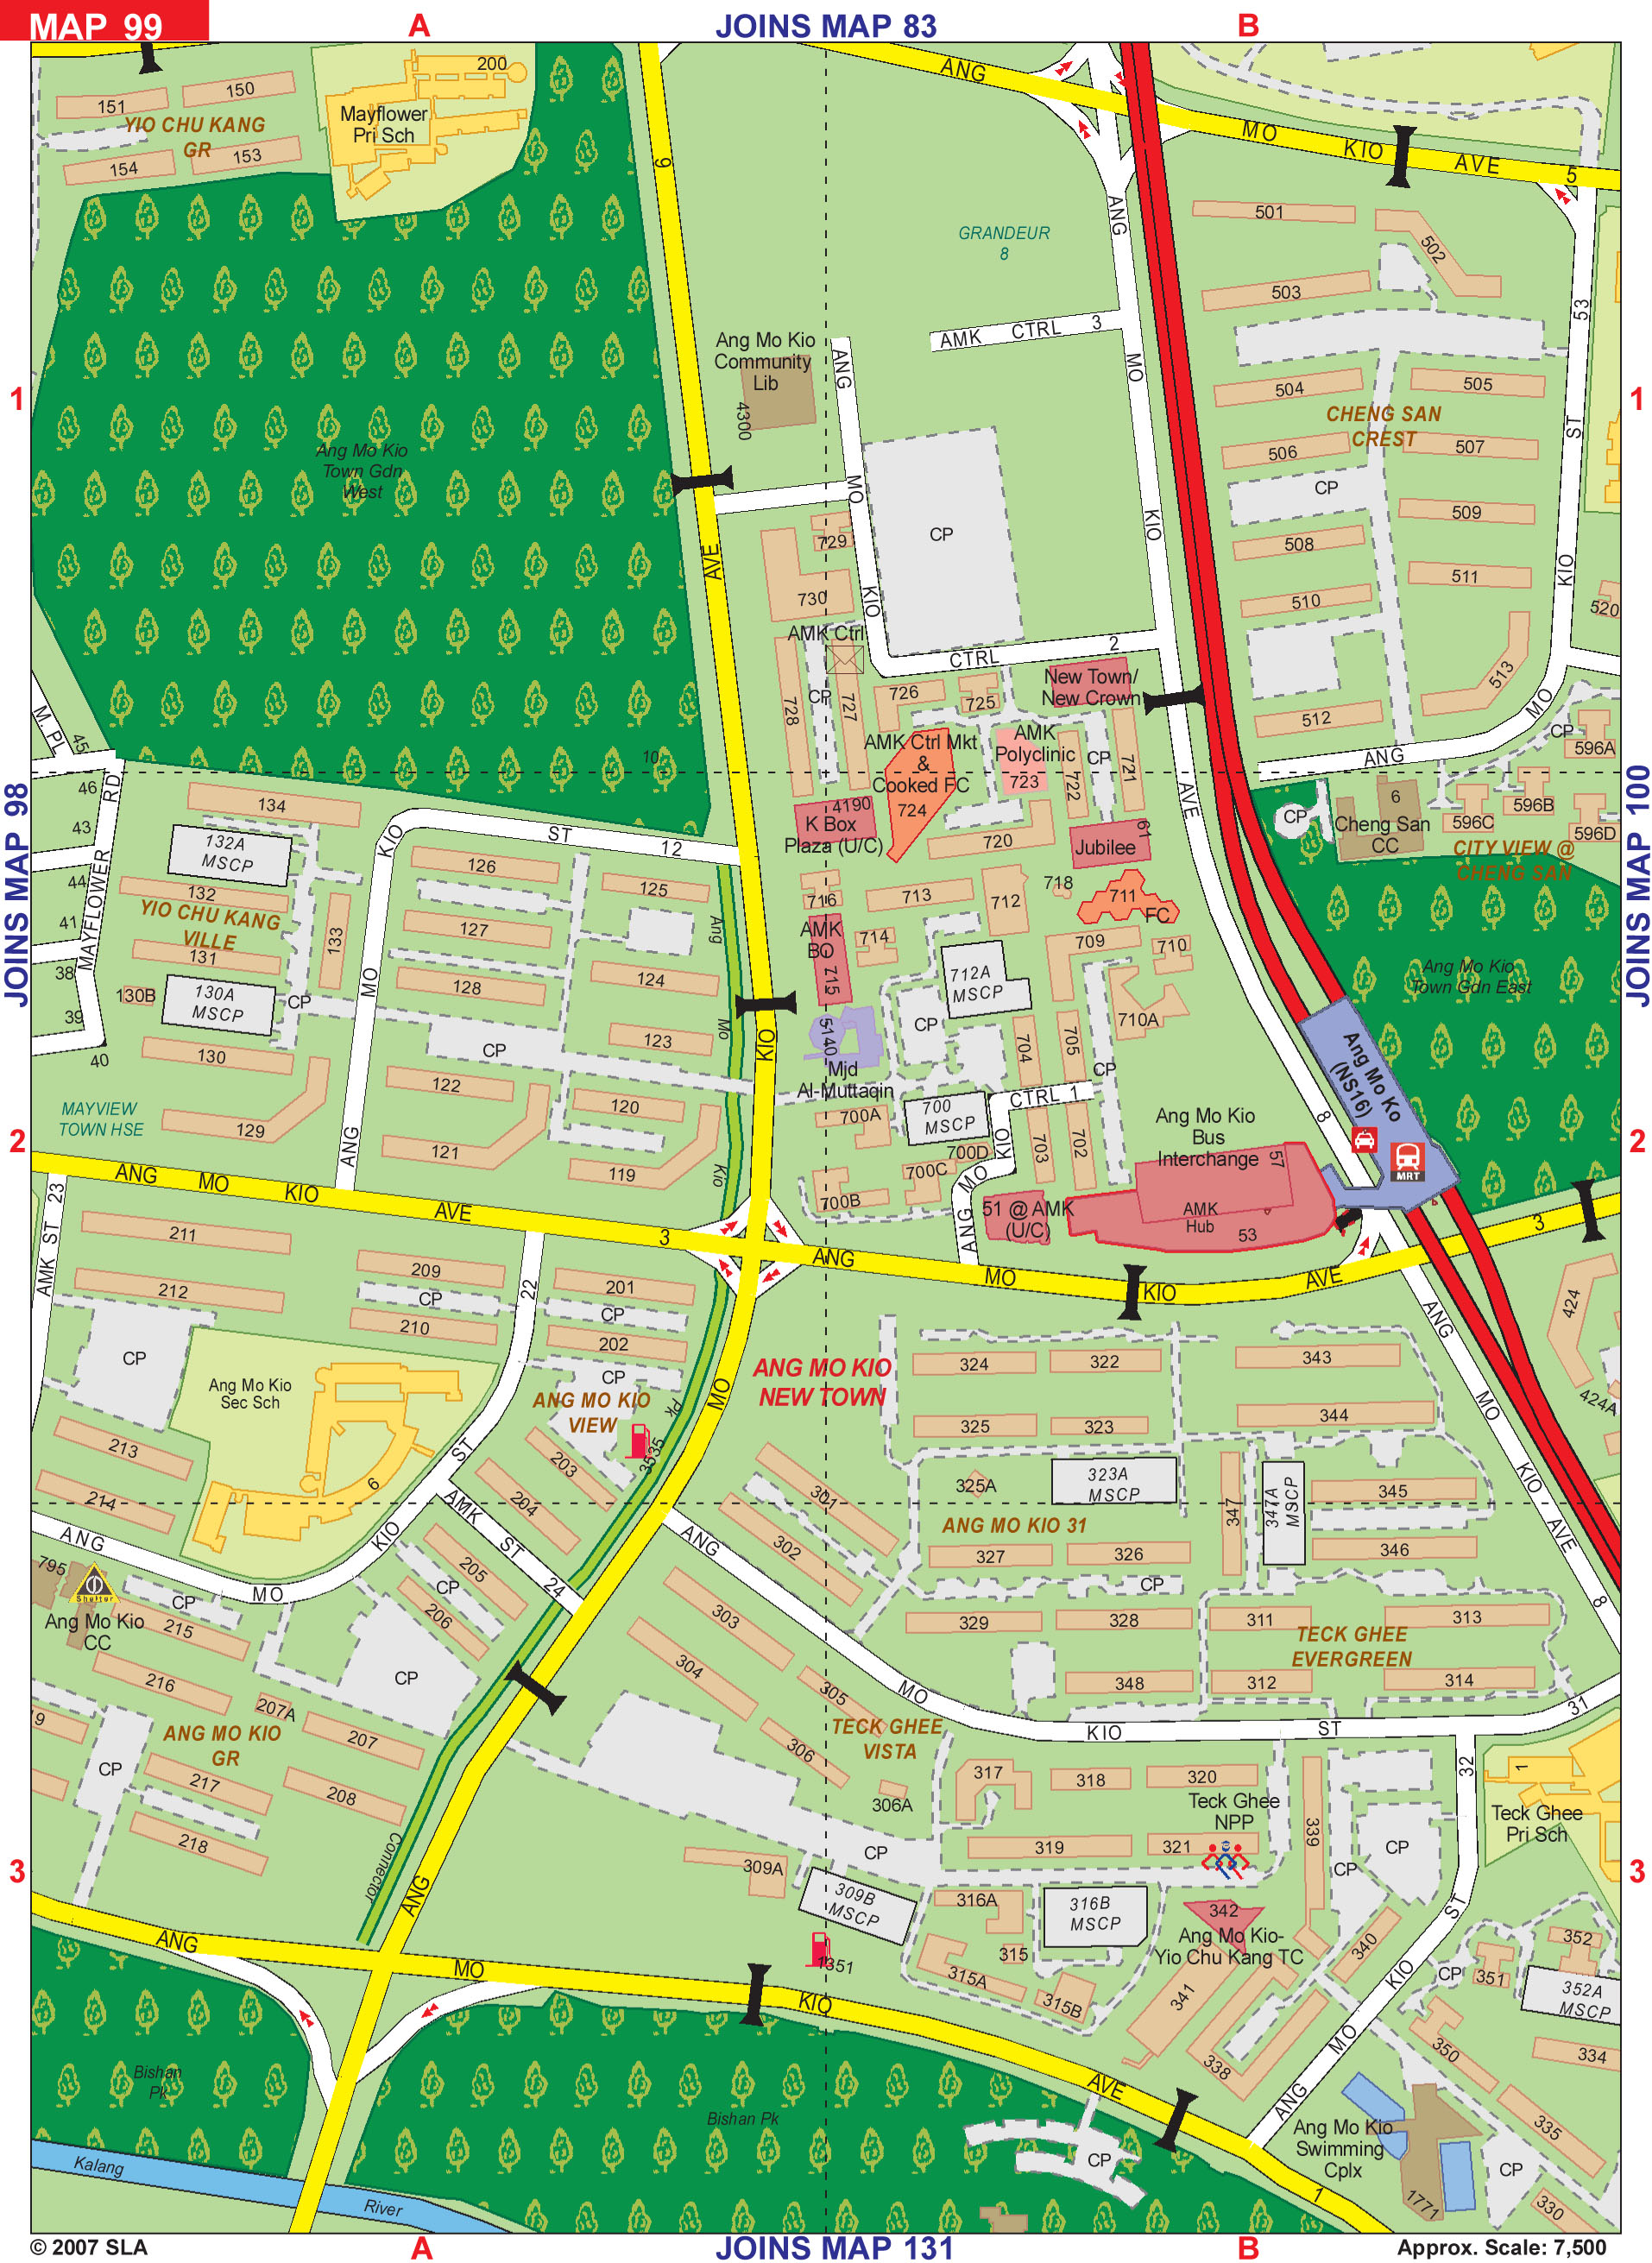 MAP 99
A
JOINS MAP 83
B
151
150
YIO CHU KANG
GR
154
153
200
Mayflower
Pri Sch
ANG
MO
KIO
AVE
5
9
GRANDEUR
8
ANG
501
502
503
53
AMK CTRL 3
Ang Mo Kio
Community
Lib
4300
ANG
MO
1
504
505
CHENG SAN
CREST
506
507
ST
1
Ang Mo Kio
Town Gdn
West
CP
CP
MO
KIO
509
508
511
510
KIO
520
AVE
729
730
KIO
AMK Ctrl
CTRL 2
728
CP
727
726
725
New Town/
New Crown
513
MO
512
ANG
CP
596A
M PL
45
46
RD
10
AMK Ctrl Mkt
&
Cooked FC
724
AMK
Polyclinic
723
722
CP
721
AVE
JOINS MAP 98
JOINS MAP 100
134
132A
MSCP
43
44
132
YIO CHU KANG
VILLE
41
MAYFLOWER
133
131
38
130B
130A
MSCP
CP
39
40
130
KIO
ST
12
126
125
127
124
128
MO
123
CP
122
120
121
119
ANG
129
MAYVIEW
TOWN HSE
4190
K Box
Plaza (U/C)
720
61
Jubilee
CP
6
Cheng San
CC
596B
596C
596D
CITY VIEW @
CHENG SAN
716
713
712
718
711
FC
AMK
BO
715
714
709
710
712A
MSCP
710A
Ang
Mo
Kio
KIO
5140
Mjd
Al-Muttaqin
CP
704
705
CP
Ang Mo Kio
Town Gdn East
Ang Mo Ko
(NS16)
MRT
700A
700
MSCP
CTRL 1
KIO
703
702
700D
700C
700B
MO
ANG
Ang Mo Kio
Bus
Interchange
57
8
2
2
51 @ AMK
(U/C)
AMK
Hub
53
ANG
MO
KIO
AVE
3
ANG
MO
KIO
AVE
3
23
AMK ST
211
212
209
CP
210
22
201
CP
202
CP
CP
Ang Mo Kio
Sec Sch
6
213
214
ST
ANG MO KIO
VIEW
3535
Pk
203
204
MO
ANG MO KIO
NEW TOWN
324
322
343
325
323
344
ANG
MO
KIO
AVE
8
424
424A
325A
323A
MSCP
347
347A
MSCP
345
ANG MO KIO 31
327
326
346
CP
329
328
311
313
TECK GHEE
EVERGREEN
348
312
314
301
302
303
304
305
306
306A
TECK GHEE
VISTA
ANG
MO
KIO
ST
31
ANG
MO
KIO
AMK ST 24
795
Shelter
Ang Mo Kio
CC
CP
215
205
CP
206
CP
216
207A
207
ANG MO KIO
GR
CP
217
208
218
Connector
32
1
Teck Ghee
Pri Sch
317
318
320
Teck Ghee
NPP
319
321
339
CP
CP
CP
3
3
309A
309B
MSCP
316A
316B
MSCP
342
Ang Mo Kio-
Yio Chu Kang TC
315
315A
315B
1351
341
340
338
ST
KIO
MO
ANG
CP
351
352
352A
MSCP
350
334
335
330
CP
Ang Mo Kio
Swimming
Cplx
1771
ANG
ANG
MO
KIO
AVE
1
Bishan
Pk
Bishan Pk
CP
Kalang
River
© 2007 SLA
A
JOINS MAP 131
B
Approx. Scale: 7,500